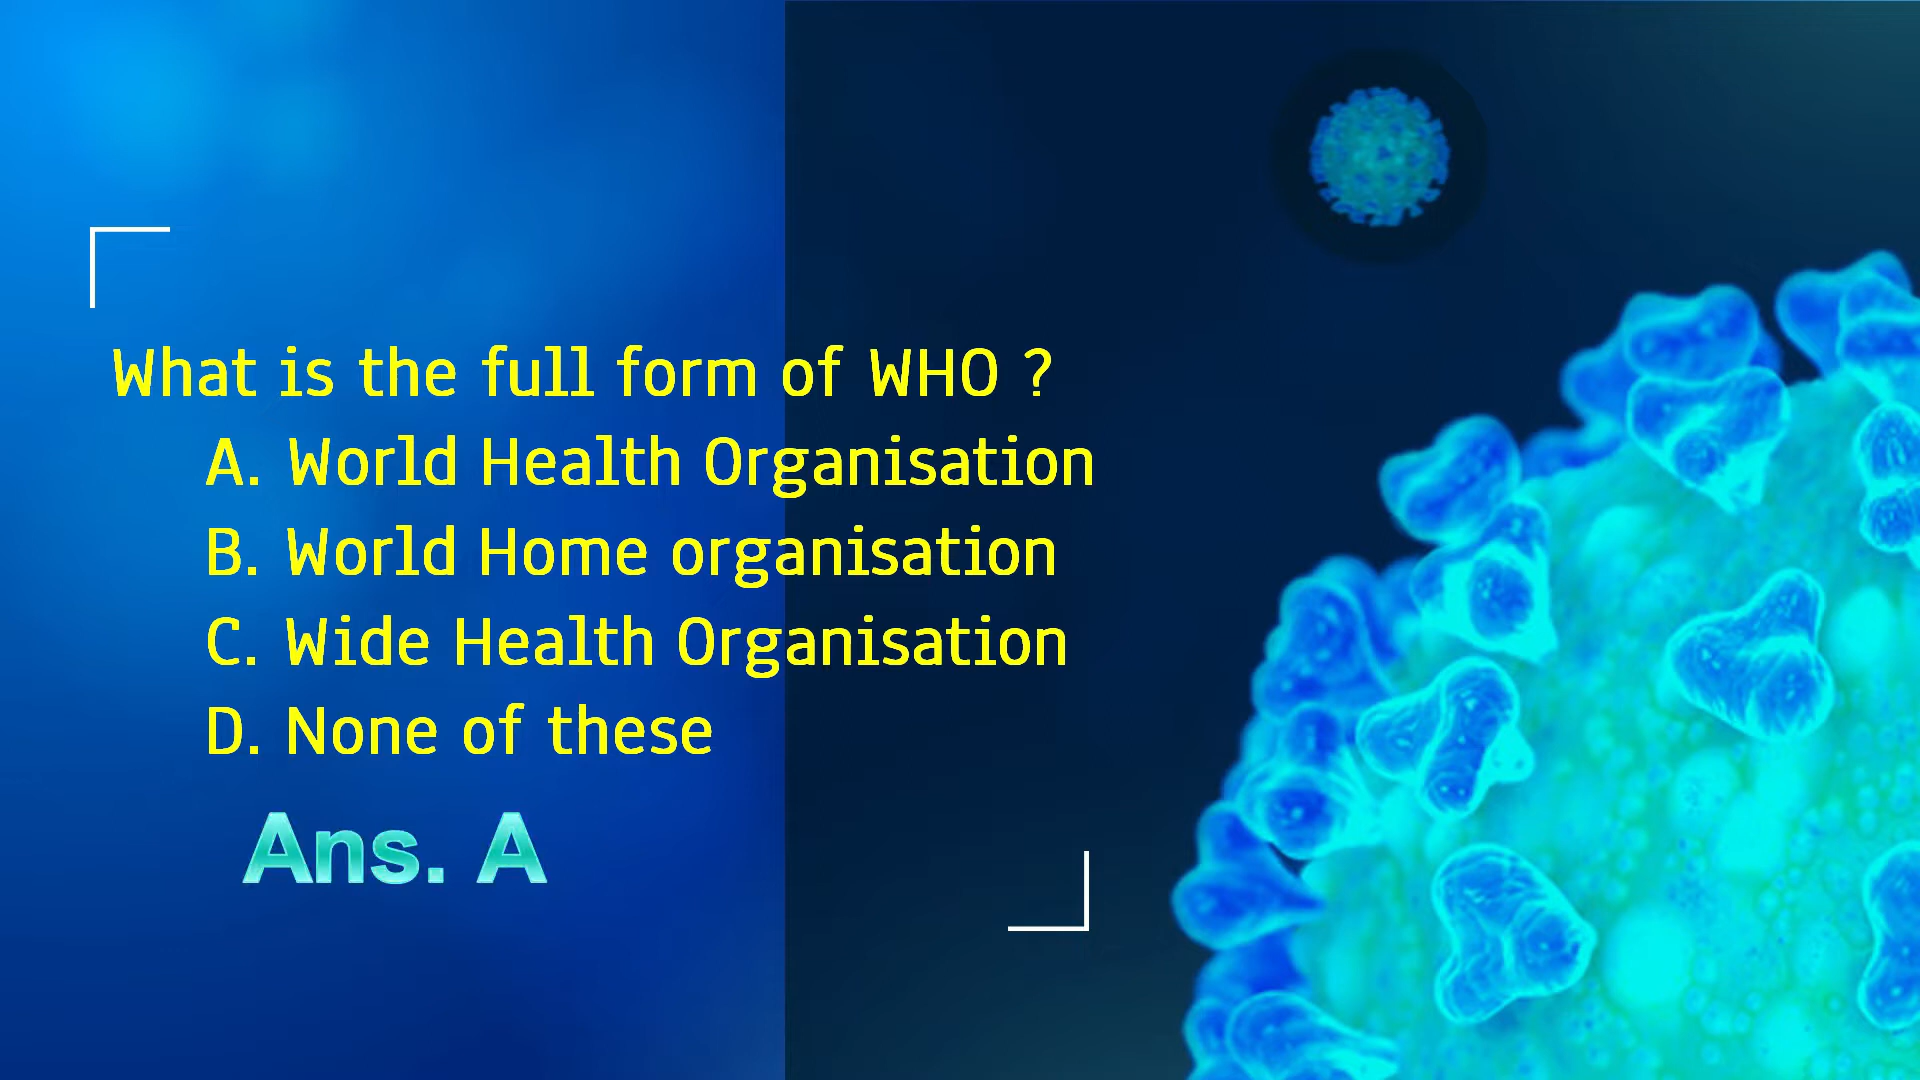 What is the full form of WHO ?
A. World Health Organisation
B. World Home organisation
C. Wide Health Organisation
D. None of these
Ans. A